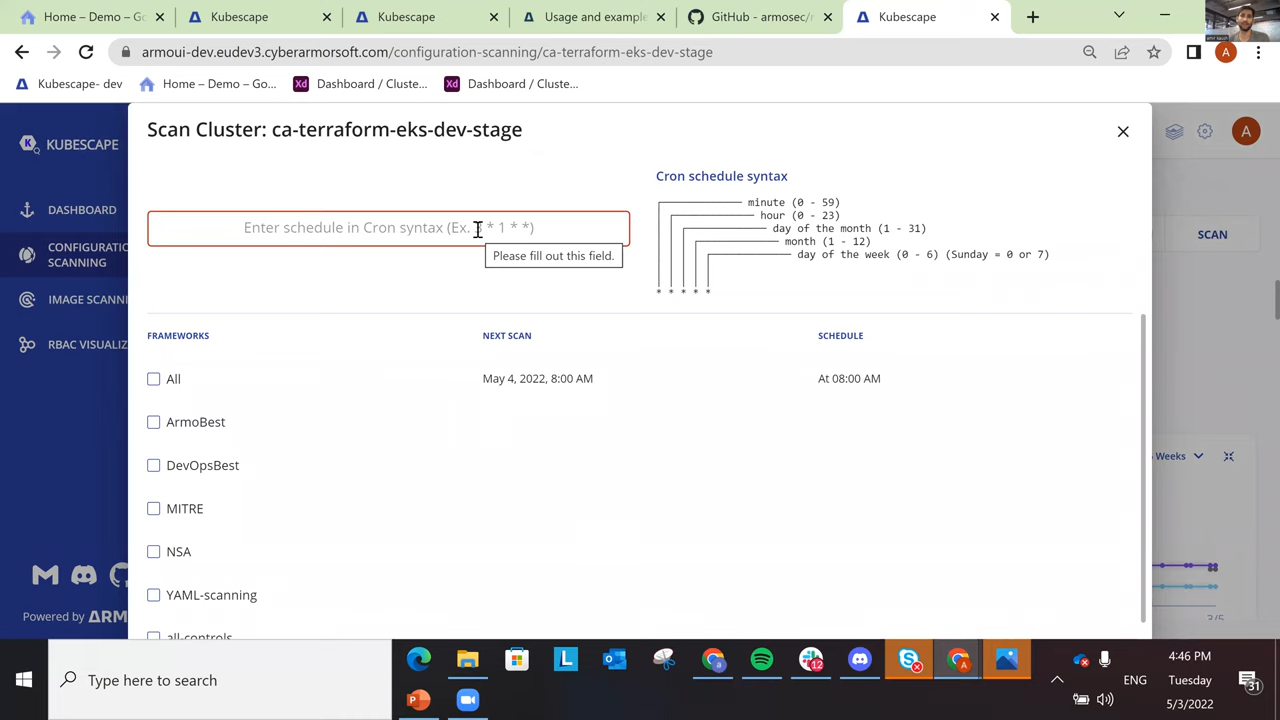 Home – Demo – Go...
Kubescape
Kubescape
Usage and example
GitHub - armosec/
Kubescape
armoui-dev.eudev3.cyberarmorsoft.com/configuration-scanning/ca-terraform-eks-dev-stage
A
Kubescape- dev
Home – Demo – Go...
Xd
Dashboard / Cluste...
Xd
Dashboard / Cluste...
KUBESCAPE
DASHBOARD
CONFIGURATION
SCANNING
IMAGE SCANNI
RBAC VISUALIZ
Powered by ARM
Scan Cluster: ca-terraform-eks-dev-stage
A
Enter schedule in Cron syntax (Ex. * 1 * *)
Please fill out this field.
Cron schedule syntax
minute (0 - 59)
hour (0 - 23)
day of the month (1 - 31)
month (1 - 12)
day of the week (0 - 6) (Sunday = 0 or 7)
* * * * *
SCAN
FRAMEWORKS NEXT SCAN SCHEDULE
All May 4, 2022, 8:00 AM At 08:00 AM
ArmoBest
DevOpsBest
MITRE
NSA
YAML-scanning
all-controls
Weeks
3/5
Type here to search
L
12
A
ENG
4:46 PM
Tuesday
5/3/2022
31